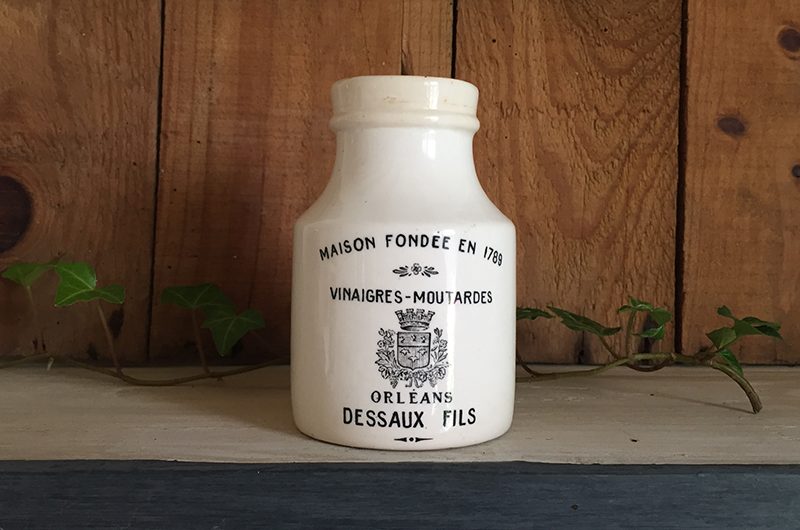 MAISON FONDÉE EN 1789
VINAIGRES-MOUTARDES
ORLÉANS
DESSAUX FILS